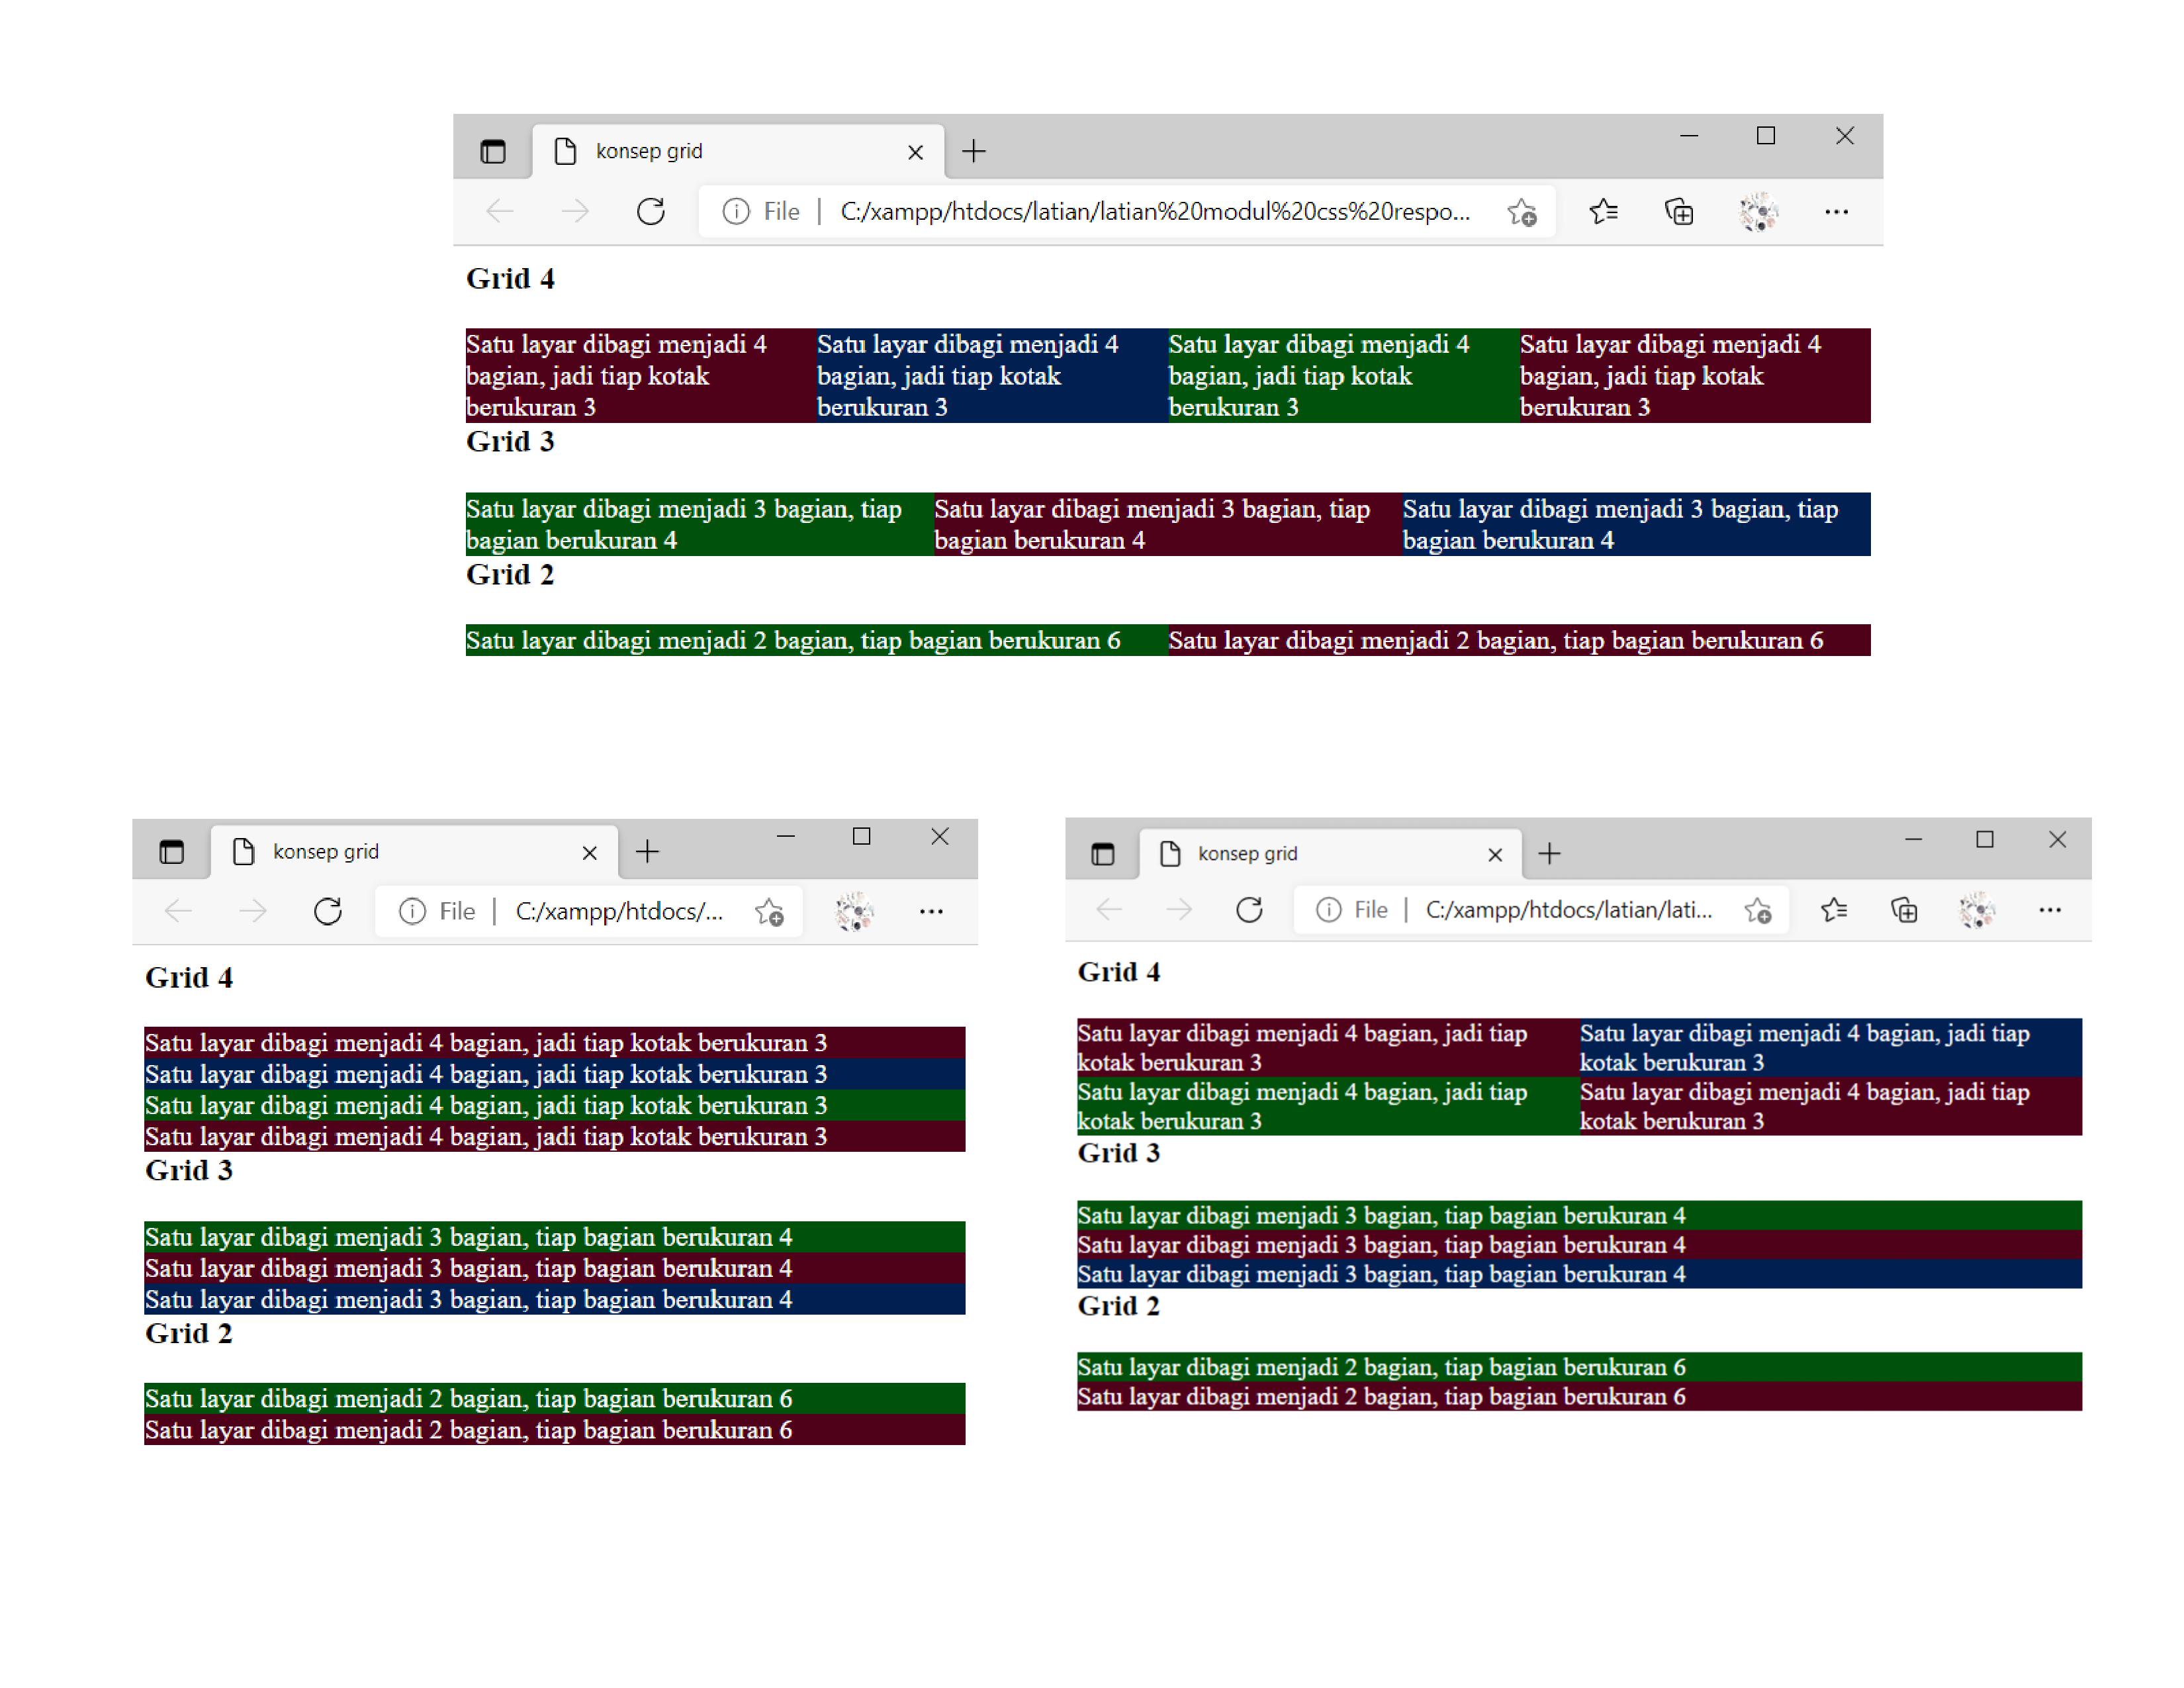 konsep grid
File | C:/xampp/htdocs/latian/latian%20modul%20css%20respo...
Grid 4
Satu layar dibagi menjadi 4
bagian, jadi tiap kotak
berukuran 3
Satu layar dibagi menjadi 4
bagian, jadi tiap kotak
berukuran 3
Satu layar dibagi menjadi 4
bagian, jadi tiap kotak
berukuran 3
Satu layar dibagi menjadi 4
bagian, jadi tiap kotak
berukuran 3
Grid 3
Satu layar dibagi menjadi 3 bagian, tiap
bagian berukuran 4
Satu layar dibagi menjadi 3 bagian, tiap
bagian berukuran 4
Satu layar dibagi menjadi 3 bagian, tiap
bagian berukuran 4
Grid 2
Satu layar dibagi menjadi 2 bagian, tiap bagian berukuran 6
Satu layar dibagi menjadi 2 bagian, tiap bagian berukuran 6
konsep grid
File | C:/xampp/htdocs/...
Grid 4
Satu layar dibagi menjadi 4 bagian, jadi tiap kotak berukuran 3
Satu layar dibagi menjadi 4 bagian, jadi tiap kotak berukuran 3
Satu layar dibagi menjadi 4 bagian, jadi tiap kotak berukuran 3
Satu layar dibagi menjadi 4 bagian, jadi tiap kotak berukuran 3
Grid 3
Satu layar dibagi menjadi 3 bagian, tiap bagian berukuran 4
Satu layar dibagi menjadi 3 bagian, tiap bagian berukuran 4
Satu layar dibagi menjadi 3 bagian, tiap bagian berukuran 4
Grid 2
Satu layar dibagi menjadi 2 bagian, tiap bagian berukuran 6
Satu layar dibagi menjadi 2 bagian, tiap bagian berukuran 6
konsep grid
File | C:/xampp/htdocs/latian/lati...
Grid 4
Satu layar dibagi menjadi 4 bagian, jadi tiap
kotak berukuran 3
Satu layar dibagi menjadi 4 bagian, jadi tiap
kotak berukuran 3
Satu layar dibagi menjadi 4 bagian, jadi tiap
kotak berukuran 3
Satu layar dibagi menjadi 4 bagian, jadi tiap
kotak berukuran 3
Grid 3
Satu layar dibagi menjadi 3 bagian, tiap bagian berukuran 4
Satu layar dibagi menjadi 3 bagian, tiap bagian berukuran 4
Satu layar dibagi menjadi 3 bagian, tiap bagian berukuran 4
Grid 2
Satu layar dibagi menjadi 2 bagian, tiap bagian berukuran 6
Satu layar dibagi menjadi 2 bagian, tiap bagian berukuran 6